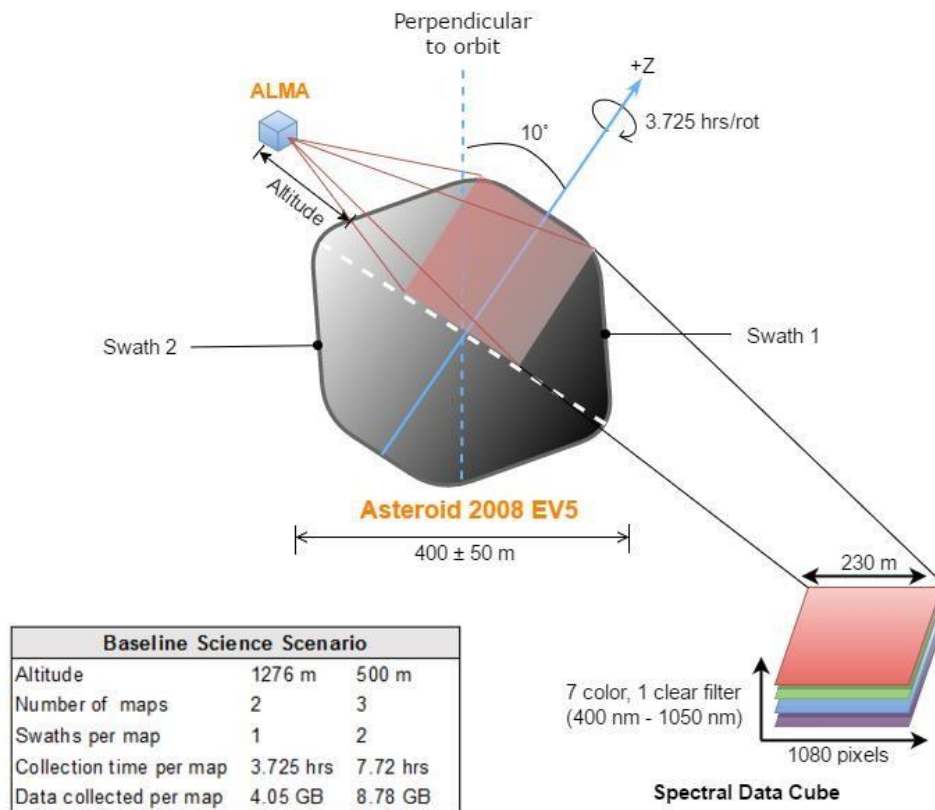 Perpendicular
to orbit
+Z
ALMA
3.725 hrs/rot
10°
Altitude
Swath 2
Swath 1
Asteroid 2008 EV5
400 ± 50 m
230 m
7 color, 1 clear filter
(400 nm - 1050 nm)
1080 pixels
Spectral Data Cube
Baseline Science Scenario
Altitude 1276 m 500 m
Number of maps 2 3
Swaths per map 1 2
Collection time per map 3.725 hrs 7.72 hrs
Data collected per map 4.05 GB 8.78 GB